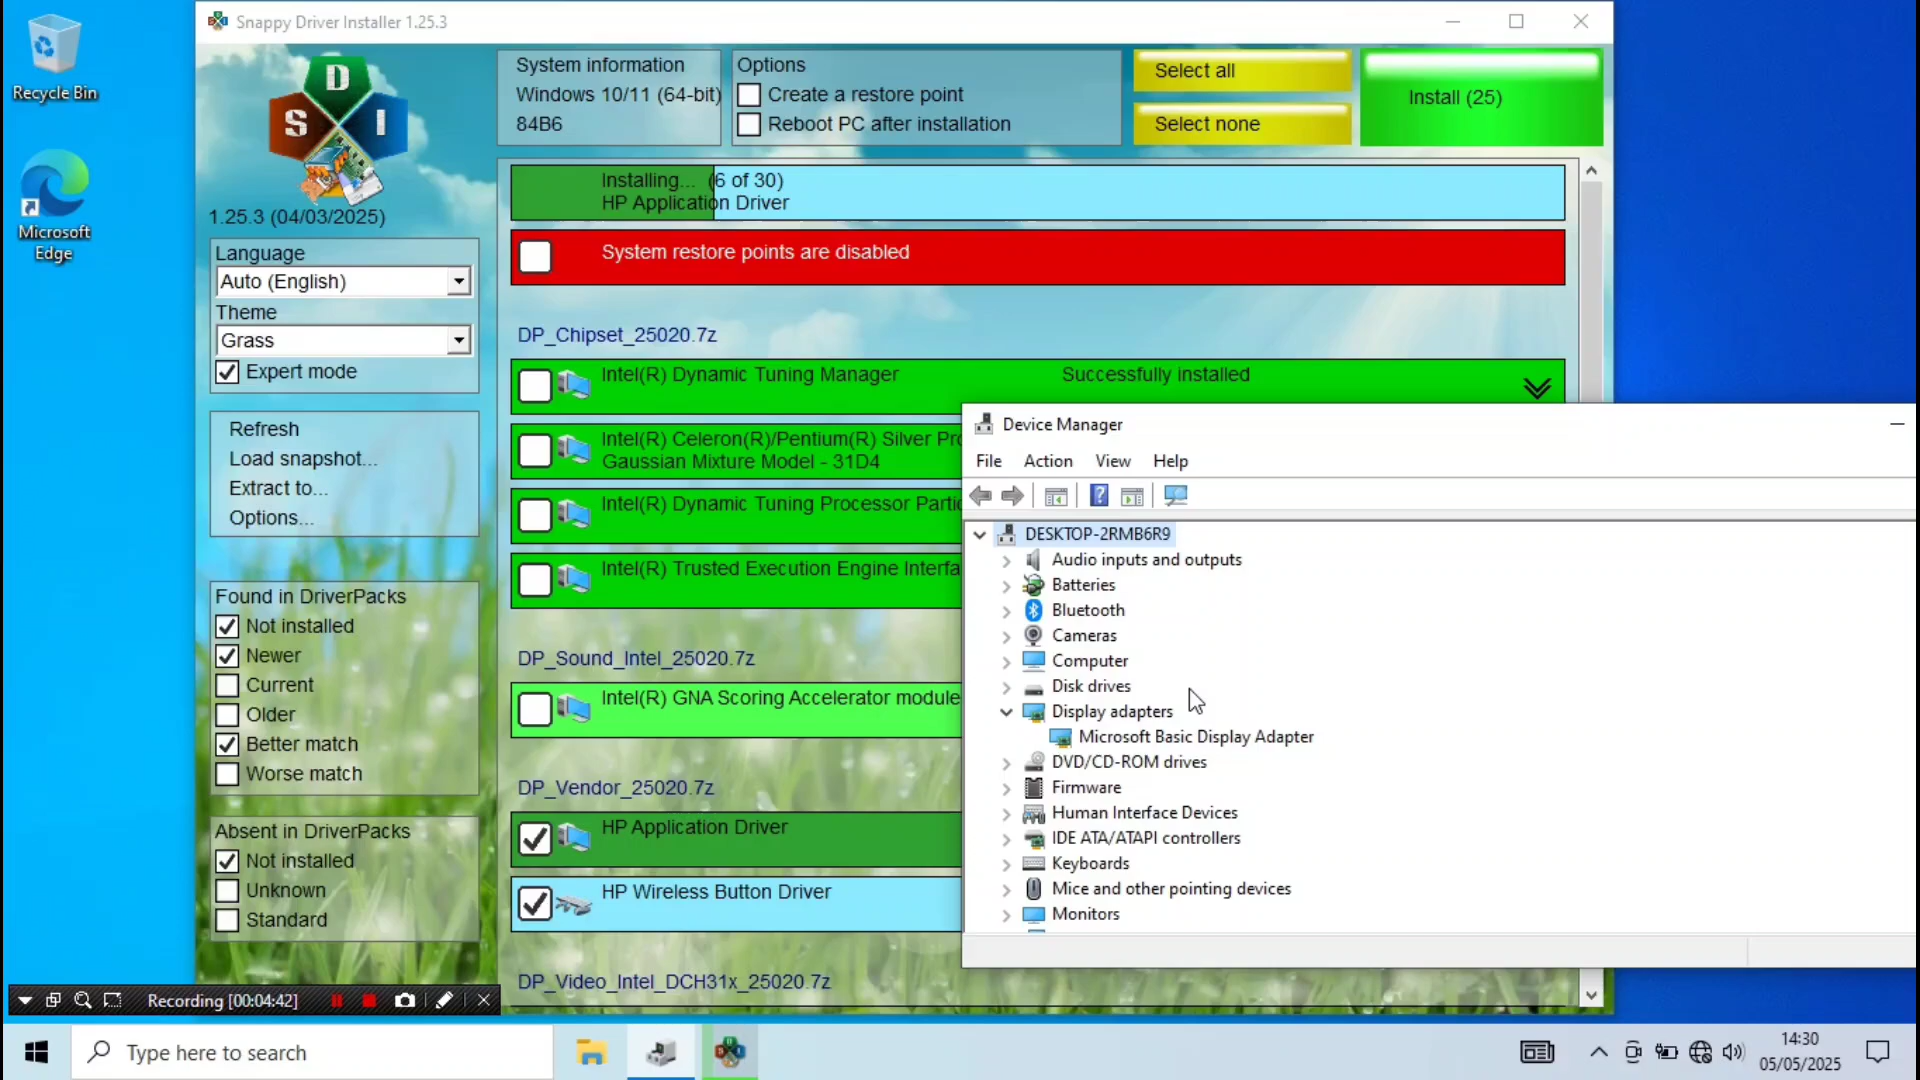 Recycle Bin
Microsoft
Edge
Snappy Driver Installer 1.25.3
D
S I
1.25.3 (04/03/2025)
Language
Auto (English)
Theme
Grass
Expert mode
Refresh
Load snapshot...
Extract to...
Options...
Found in DriverPacks
Not installed
Newer
Current
Older
Better match
Worse match
Absent in DriverPacks
Not installed
Unknown
Standard
System information
Windows 10/11 (64-bit)
84B6
Options
Create a restore point
Reboot PC after installation
Select all
Select none
Install (25)
Installing... (6 of 30)
HP Application Driver
System restore points are disabled
DP_Chipset_25020.7z
Intel(R) Dynamic Tuning Manager Successfully installed
Intel(R) Celeron(R)/Pentium(R) Silver Pro
Gaussian Mixture Model - 31D4
Intel(R) Dynamic Tuning Processor Partic
Intel(R) Trusted Execution Engine Interfa
DP_Sound_Intel_25020.7z
Intel(R) GNA Scoring Accelerator module
DP_Vendor_25020.7z
HP Application Driver
HP Wireless Button Driver
DP_Video_Intel_DCH31x_25020.7z
Device Manager
File Action View Help
DESKTOP-2RMB6R9
Audio inputs and outputs
Batteries
Bluetooth
Cameras
Computer
Disk drives
Display adapters
Microsoft Basic Display Adapter
DVD/CD-ROM drives
Firmware
Human Interface Devices
IDE ATA/ATAPI controllers
Keyboards
Mice and other pointing devices
Monitors
Recording [00:04:42]
Type here to search
14:30
05/05/2025